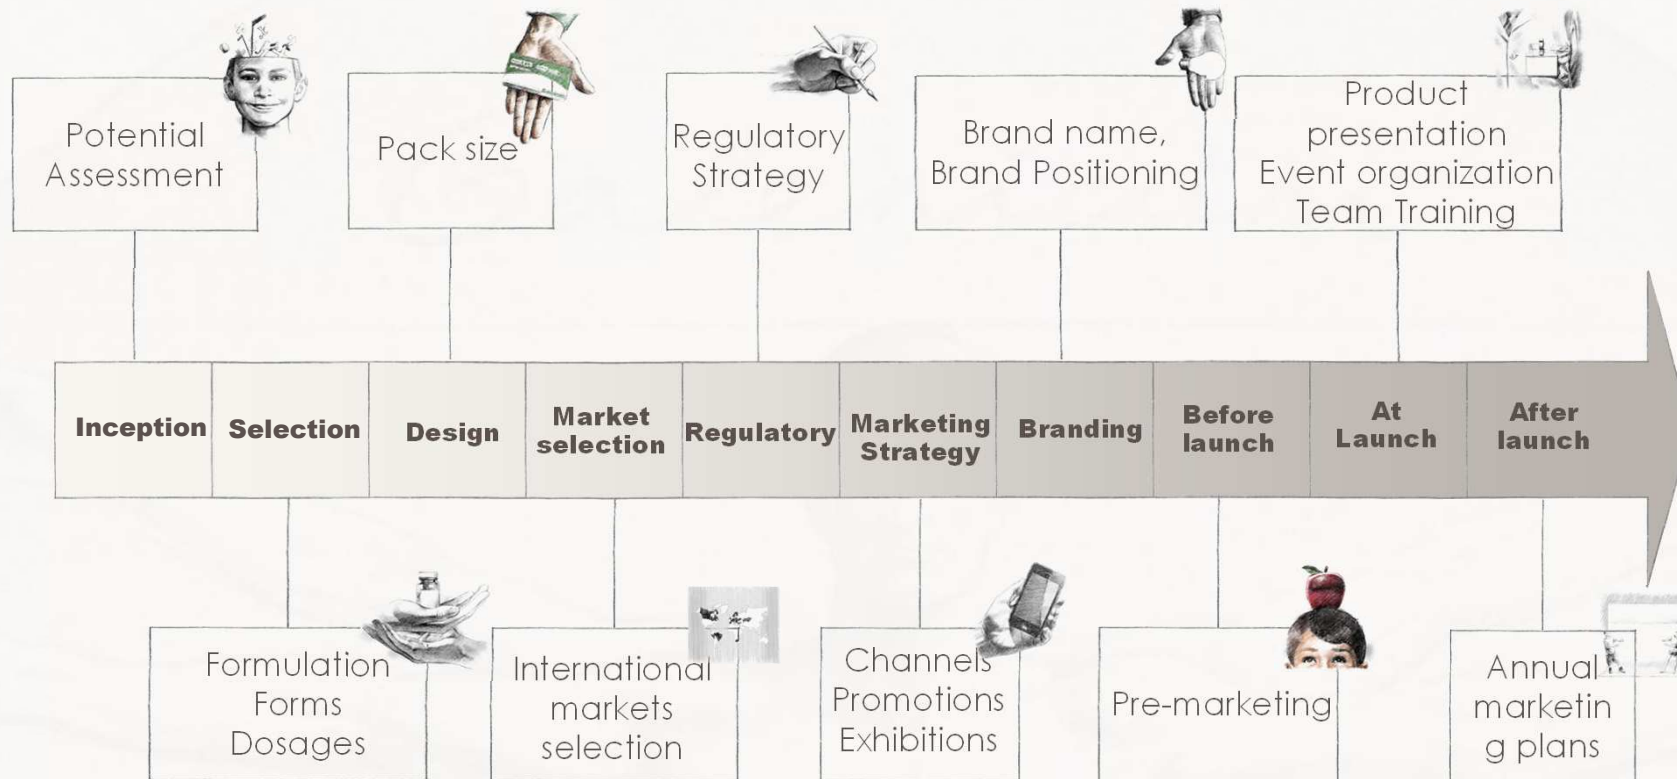 Potential
Assessment
Pack size
Regulatory
Strategy
Brand name,
Brand Positioning
Product
presentation
Event organization
Team Training
Inception
Selection
Design
Market
selection
Regulatory
Marketing
Strategy
Branding
Before
launch
At
Launch
After
launch
Formulation
Forms
Dosages
International
markets
selection
Channels
Promotions
Exhibitions
Pre-marketing
Annual
marketin
g plans